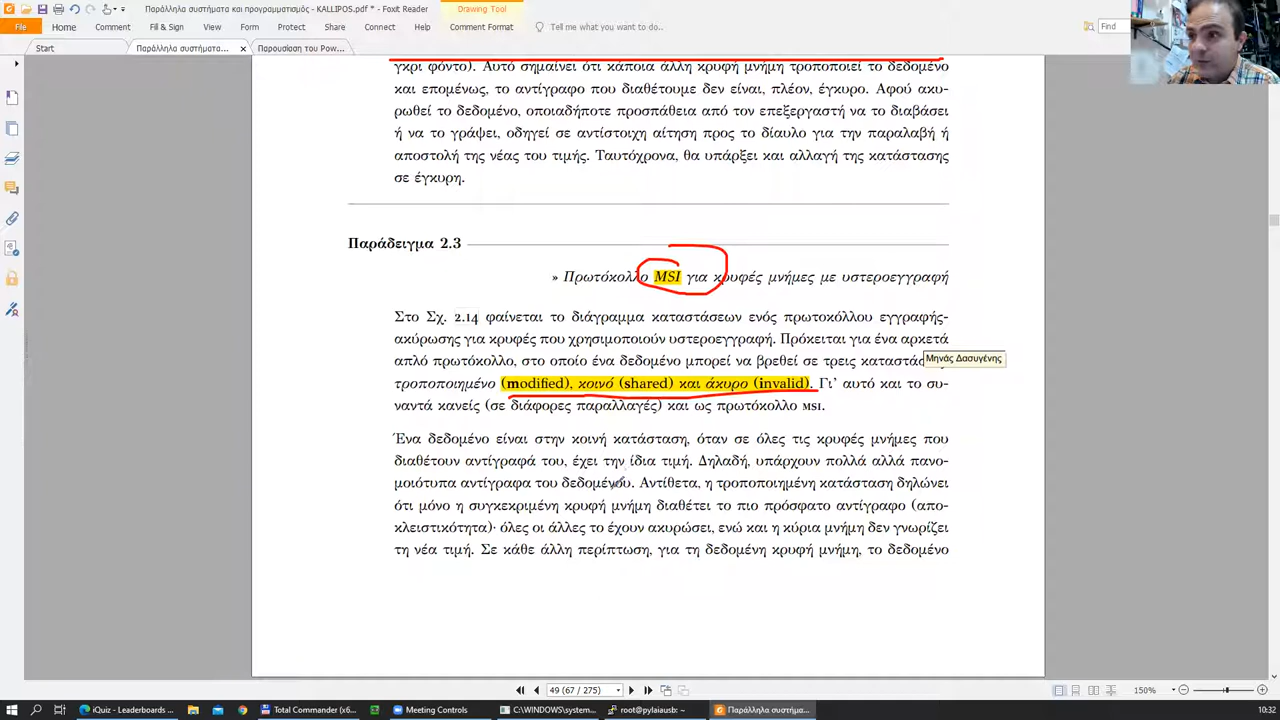 Παράλληλα συστήματα και προγραμματισμός - KALLIPOS.pdf * - Foxit Reader
Drawing Tool
File Home Comment Fill & Sign View Form Protect Share Connect Help Comment Format Tell me what you want to do.. Find
Start Παράλληλα συστήματα... Παρουσίαση του Pow...
γκρι φόντο). Αυτό σημαίνει ότι κάποια άλλη κρυφή μνήμη τροποποιεί το δεδομένο
και επομένως, το αντίγραφο που διαθέτουμε δεν είναι, πλέον, έγκυρο. Αφού ακυ-
ρωθεί το δεδομένο, οποιαδήποτε προσπάθεια από τον επεξεργαστή να το διαβάσει
ή να το γράψει, οδηγεί σε αντίστοιχη αίτηση προς το δίαυλο για την παραλαβή ή
αποστολή της νέας του τιμής. Ταυτόχρονα, θα υπάρξει και αλλαγή της κατάστασης
σε έγκυρη.
Παράδειγμα 2.3
» Πρωτόκολλο MSI για κρυφές μνήμες με υστεροεγγραφή
Στο Σχ. 2.14 φαίνεται το διάγραμμα καταστάσεων ενός πρωτοκόλλου εγγραφής-
ακύρωσης για κρυφές που χρησιμοποιούν υστεροεγγραφή. Πρόκειται για ένα αρκετά
απλό πρωτόκολλο, στο οποίο ένα δεδομένο μπορεί να βρεθεί σε τρεις
Μηνάς Δασυγένης
τροποποιημένο (modified), κοινό (shared) και άκυρο (invalid). Γι' αυτό και το συ-
ναντά κανείς (σε διάφορες παραλλαγές) και ως πρωτόκολλο MSI.
Ένα δεδομένο είναι στην κοινή κατάσταση, όταν σε όλες τις κρυφές μνήμες που
διαθέτουν αντίγραφά του, έχει την ίδια τιμή. Δηλαδή, υπάρχουν πολλά αλλά πανο-
μοιότυπα αντίγραφα του δεδομένου. Αντίθετα, η τροποποιημένη κατάσταση δηλώνει
ότι μόνο η συγκεκριμένη κρυφή μνήμη διαθέτει το πιο πρόσφατο αντίγραφο (απο-
κλειστικότητα)· όλες οι άλλες το έχουν ακυρώσει, ενώ και η κύρια μνήμη δεν γνωρίζει
τη νέα τιμή. Σε κάθε άλλη περίπτωση, για τη δεδομένη κρυφή μνήμη, το δεδομένο
49 (67 / 275) 150%
iQuiz - Leaderboards ... Total Commander (x6... Meeting Controls C:\WINDOWS\system... root@pylaiausb: ~ Παράλληλα συστήμα... 10:32